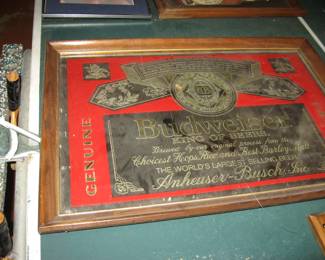 GENUINE
Budweiser
KING OF BEERS
Brewed by our original process from the
Choicest Hops, Rice and Best Barley Malt
THE WORLD'S LARGEST SELLING BEER
Anheuser-Busch, Inc.